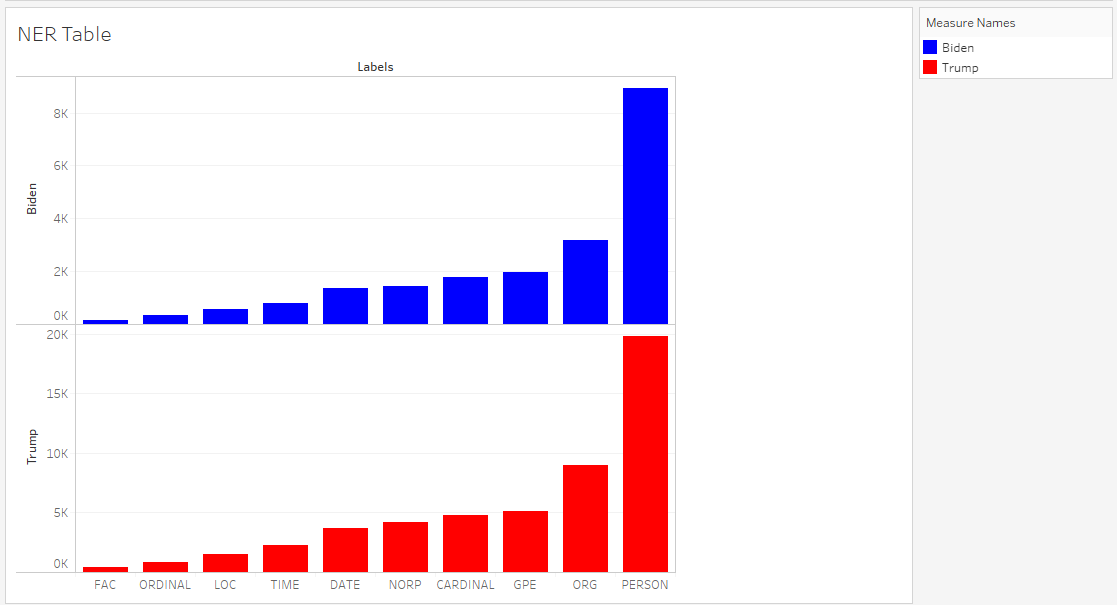 NER Table
Measure Names
Biden
Trump
Labels
8K
6K
4K
2K
0K
Biden
20K
15K
10K
5K
0K
Trump
FAC ORDINAL LOC TIME DATE NORP CARDINAL GPE ORG PERSON